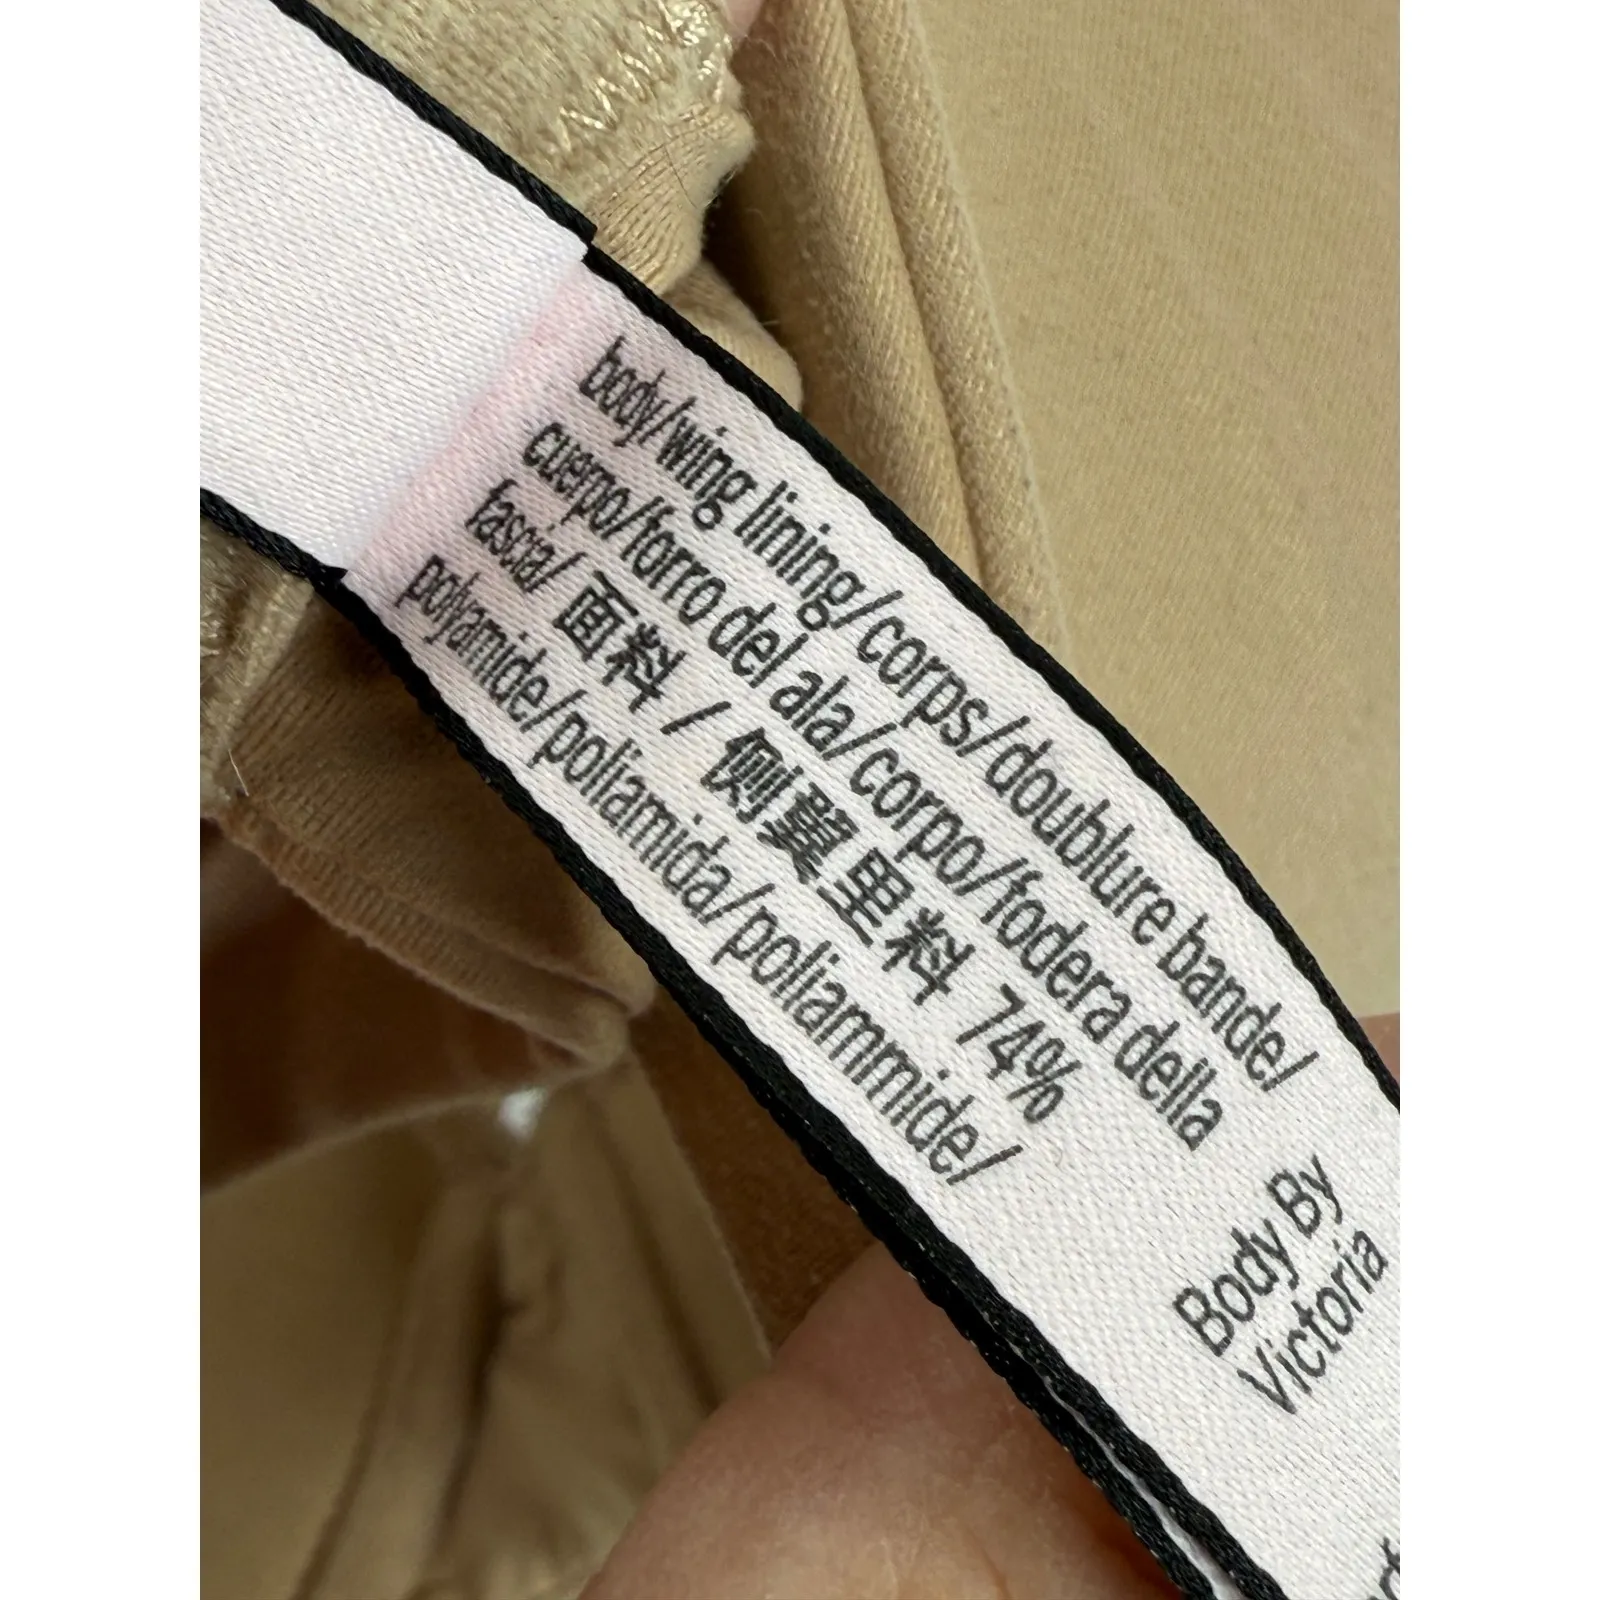 body/wing lining/corps/doublure bande/
cuerpo/forro del ala/corpo/fodera della
fascia/ 面料 / 侧翼里料 74%
polyamide/poliamida/poliammide/
Body By
Victoria